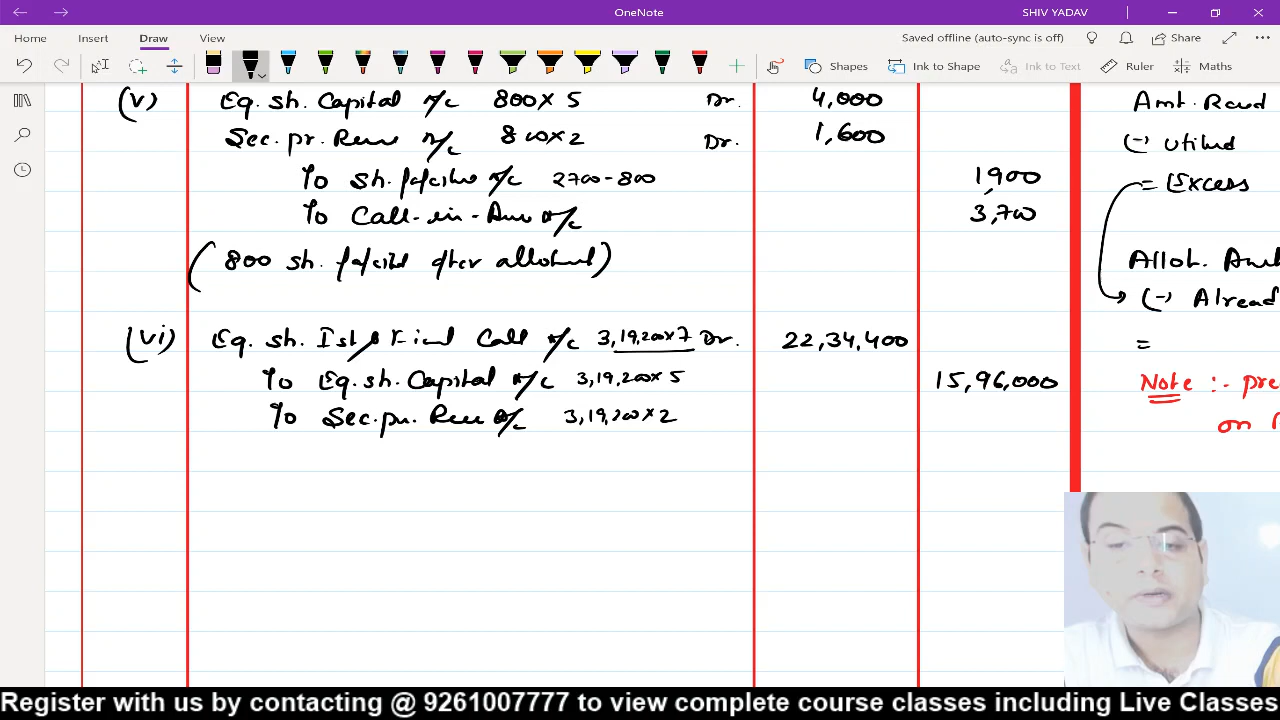 OneNote
SHIV YADAV
Home Insert Draw View
Saved offline (auto-sync is off)
Share
Shapes
Ink to Shape
Ink to Text
Ruler
Maths
(v) Eq. sh. Capital A/c 800 x 5 Dr. 4,000
Sec. pr. Rese A/c 800 x 2 Dr. 1,600
To Sh. A/c 2700 - 800 1900
To Call-in-Arre A/c 3,700
(800 sh. after allotment)
(vi) Eq. sh. Ist & Final Call A/c 3,19,200 x 7 Dr. 22,34,400
To Eq. sh. Capital A/c 3,19,200 x 5 15,96,000
To Sec. pr. Rese A/c 3,19,200 x 2
Amt. Recd
(-) Utilised
= Excess
Allot. Amt
(-) Alread
=
Note :- pre
on
Register with us by contacting @ 9261007777 to view complete course classes including Live Classes